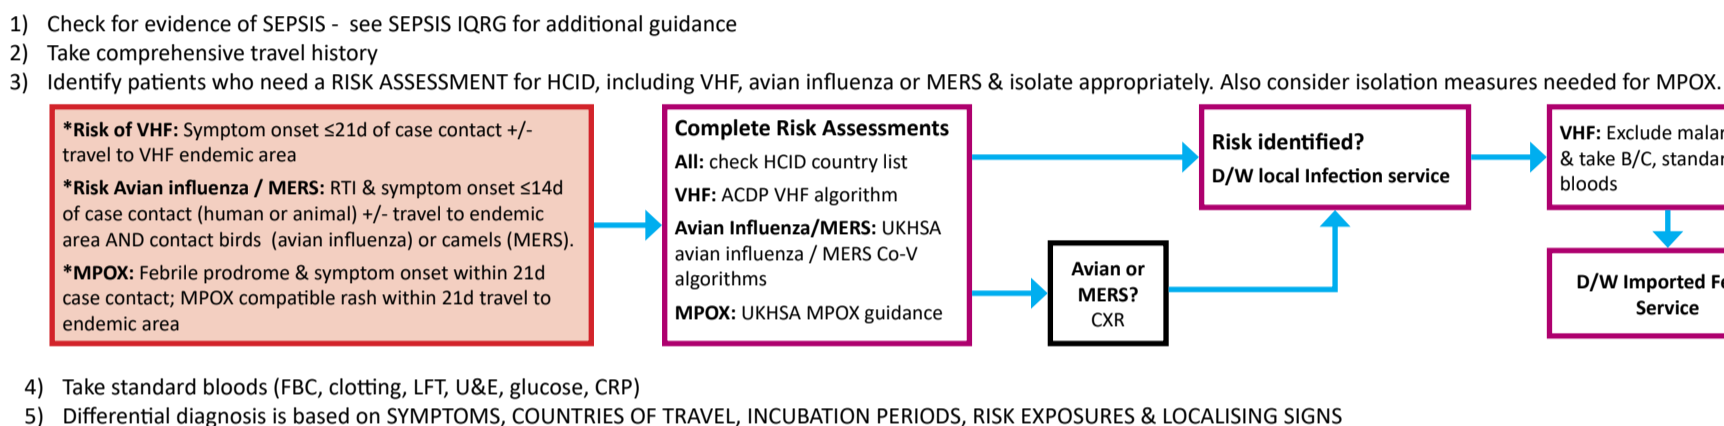 1) Check for evidence of SEPSIS - see SEPSIS IQRG for additional guidance
2) Take comprehensive travel history
3) Identify patients who need a RISK ASSESSMENT for HCID, including VHF, avian influenza or MERS & isolate appropriately. Also consider isolation measures needed for MPOX.
*Risk of VHF: Symptom onset ≤21d of case contact +/-
travel to VHF endemic area
*Risk Avian influenza / MERS: RTI & symptom onset ≤14d
of case contact (human or animal) +/- travel to endemic
area AND contact birds (avian influenza) or camels (MERS).
*MPOX: Febrile prodrome & symptom onset within 21d
case contact; MPOX compatible rash within 21d travel to
endemic area
Complete Risk Assessments
All: check HCID country list
VHF: ACDP VHF algorithm
Avian Influenza/MERS: UKHSA
avian influenza / MERS Co-V
algorithms
MPOX: UKHSA MPOX guidance
Avian or
MERS?
CXR
Risk identified?
D/W local Infection service
VHF: Exclude
& take B/C,
bloods
D/W Imported
Service
4) Take standard bloods (FBC, clotting, LFT, U&E, glucose, CRP)
5) Differential diagnosis is based on SYMPTOMS, COUNTRIES OF TRAVEL, INCUBATION PERIODS, RISK EXPOSURES & LOCALISING SIGNS